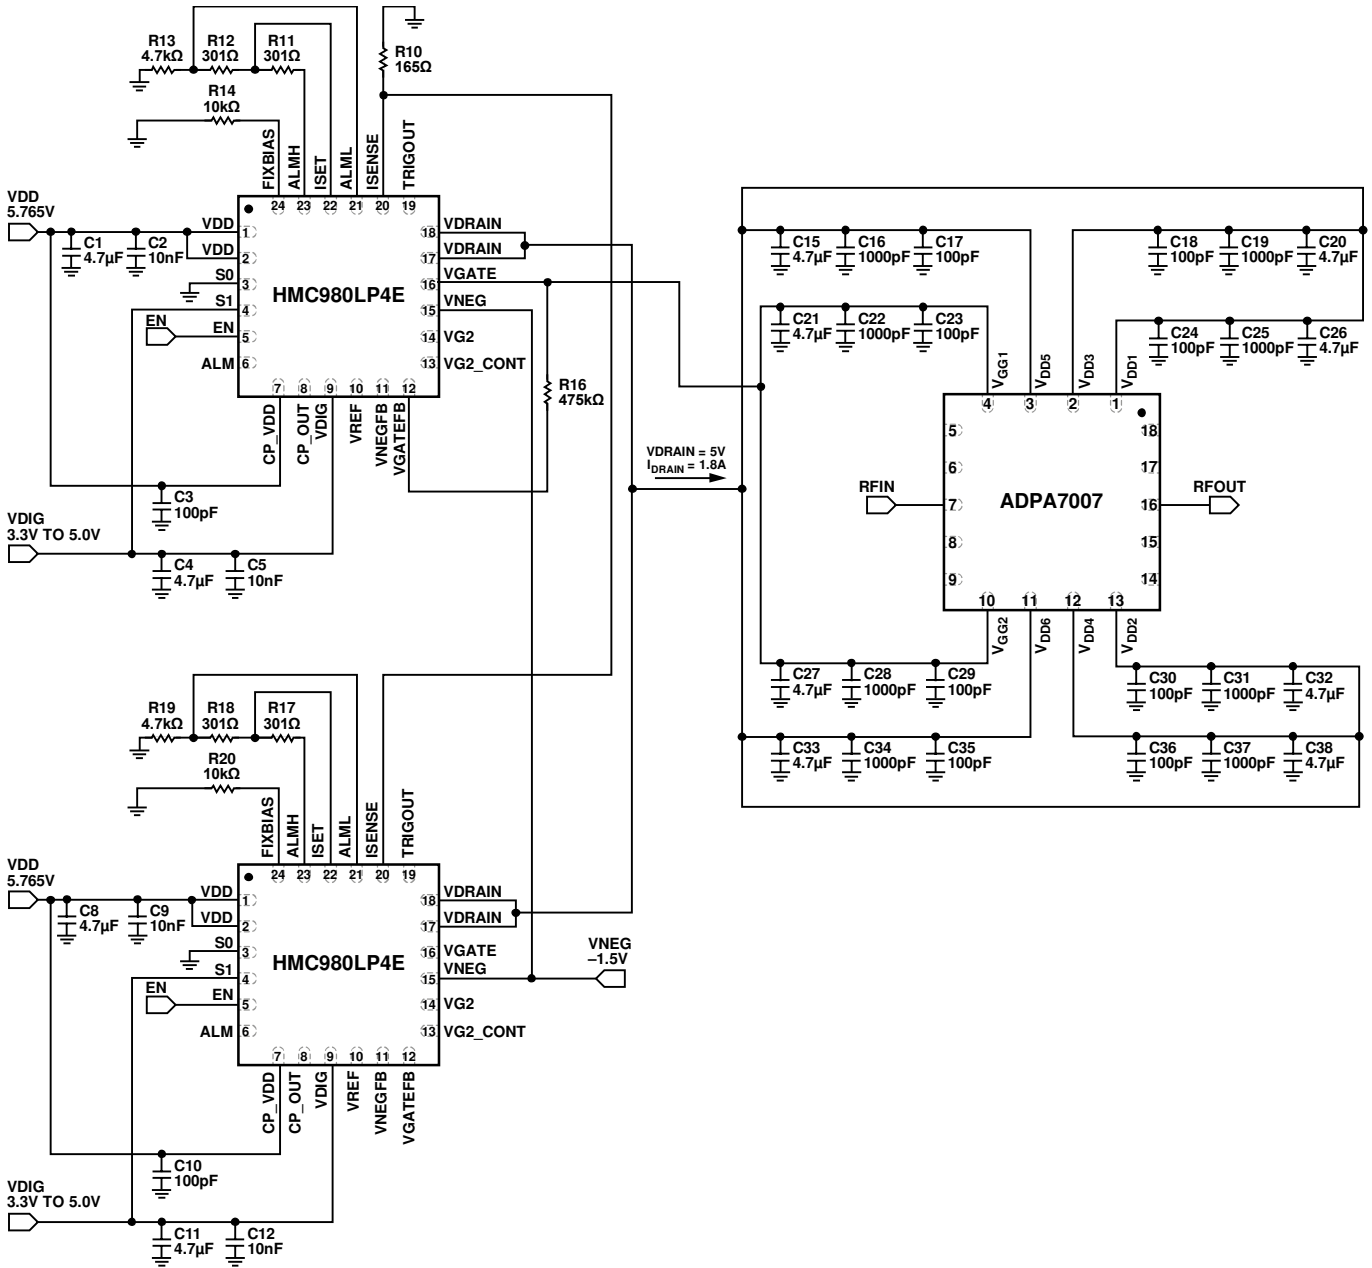 R13
4.7kΩ
R12
301Ω
R11
301Ω
R10
165Ω
R14
10kΩ
FIXBIAS
ALMH
ISET
ALML
ISENSE
TRIGOUT
24
23
22
21
20
19
VDD
5.765V
C1
4.7µF
C2
10nF
VDD
1
VDD
2
S0
3
S1
4
EN
EN
5
ALM
6
HMC980LP4E
18
VDRAIN
17
VDRAIN
16
VGATE
15
VNEG
14
VG2
13
VG2_CONT
7
8
9
10
11
12
CP_VDD
CP_OUT
VDIG
VREF
VNEGFB
VGATEFB
R16
475kΩ
C3
100pF
VDIG
3.3V TO 5.0V
C4
4.7µF
C5
10nF
VDRAIN = 5V
IDRAIN = 1.8A
C15
4.7µF
C16
1000pF
C17
100pF
C18
100pF
C19
1000pF
C20
4.7µF
C21
4.7µF
C22
1000pF
C23
100pF
C24
100pF
C25
1000pF
C26
4.7µF
VGG1
VDD5
VDD3
VDD1
4
3
2
1
5
6
7
8
9
18
17
16
15
14
RFIN
ADPA7007
RFOUT
10
11
12
13
VGG2
VDD6
VDD4
VDD2
C27
4.7µF
C28
1000pF
C29
100pF
C30
100pF
C31
1000pF
C32
4.7µF
C33
4.7µF
C34
1000pF
C35
100pF
C36
100pF
C37
1000pF
C38
4.7µF
R19
4.7kΩ
R18
301Ω
R17
301Ω
R20
10kΩ
FIXBIAS
ALMH
ISET
ALML
ISENSE
TRIGOUT
24
23
22
21
20
19
VDD
5.765V
C8
4.7µF
C9
10nF
VDD
1
VDD
2
S0
3
S1
4
EN
EN
5
ALM
6
HMC980LP4E
18
VDRAIN
17
VDRAIN
16
VGATE
15
VNEG
14
VG2
13
VG2_CONT
VNEG
–1.5V
7
8
9
10
11
12
CP_VDD
CP_OUT
VDIG
VREF
VNEGFB
VGATEFB
C10
100pF
VDIG
3.3V TO 5.0V
C11
4.7µF
C12
10nF